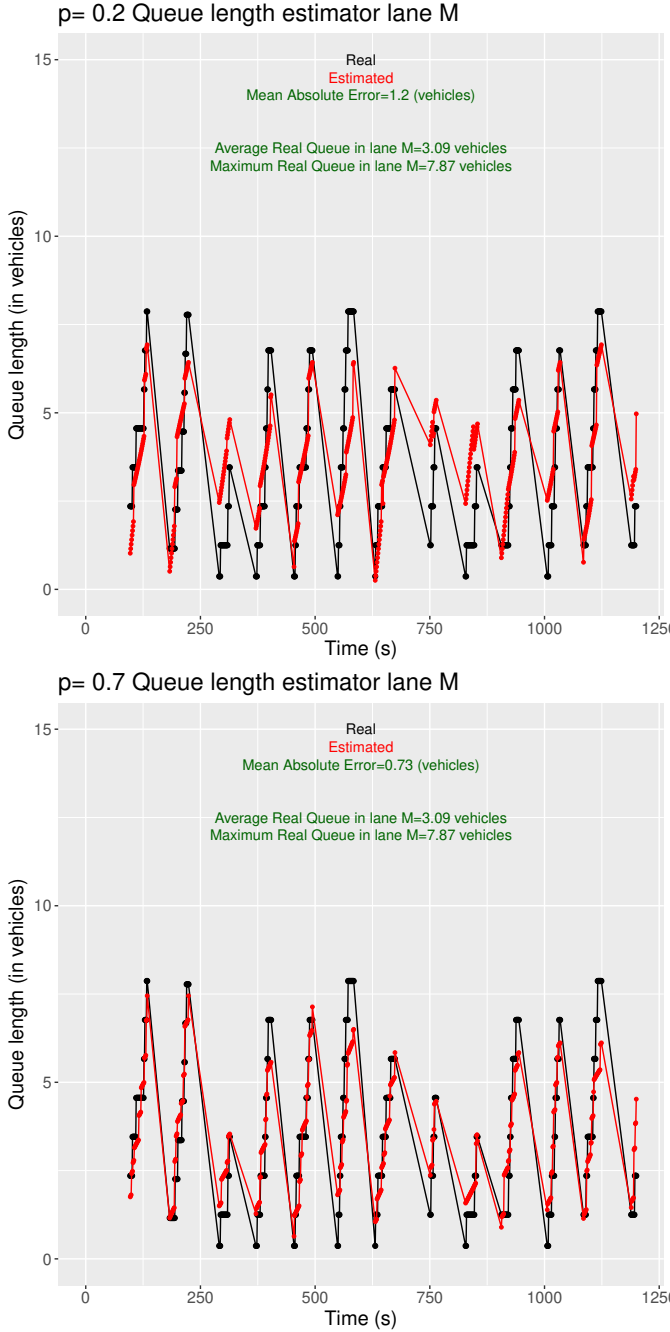 p= 0.2 Queue length estimator lane M
15
Real
Estimated
Mean Absolute Error=1.2 (vehicles)
Average Real Queue in lane M=3.09 vehicles
Maximum Real Queue in lane M=7.87 vehicles
10
Queue length (in vehicles)
5
0
0 250 500 750 1000 1250
Time (s)
p= 0.7 Queue length estimator lane M
15
Real
Estimated
Mean Absolute Error=0.73 (vehicles)
Average Real Queue in lane M=3.09 vehicles
Maximum Real Queue in lane M=7.87 vehicles
10
Queue length (in vehicles)
5
0
0 250 500 750 1000 1250
Time (s)